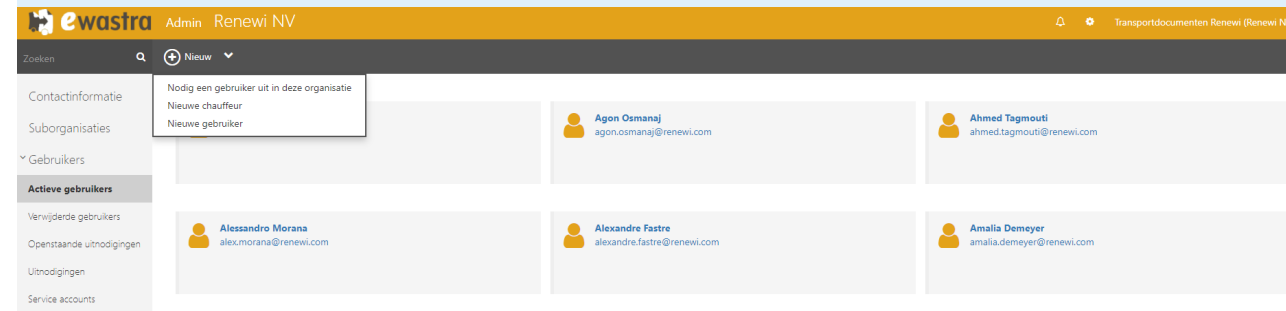 ewastra Admin Renewi NV Transportdocumenten Renewi (Renewi N
Zoeken Nieuw
Nodig een gebruiker uit in deze organisatie
Nieuwe chauffeur
Nieuwe gebruiker
Contactinformatie
Suborganisaties
Gebruikers
Actieve gebruikers
Verwijderde gebruikers
Openstaande uitnodigingen
Uitnodigingen
Service accounts
Agon Osmanaj
agon.osmanaj@renewi.com
Ahmed Tagmouti
ahmed.tagmouti@renewi.com
Alessandro Morana
alex.morana@renewi.com
Alexandre Fastre
alexandre.fastre@renewi.com
Amalia Demeyer
amalia.demeyer@renewi.com